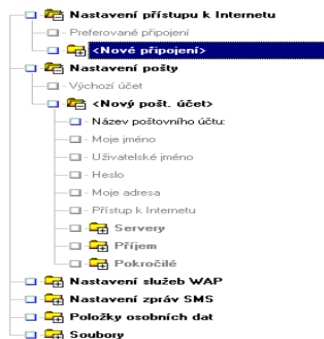 Nastavení přístupu k Internetu
Preferované připojení
<Nové připojení>
Nastavení pošty
Výchozí účet
<Nový pošt. účet>
Název poštovního účtu:
Moje jméno
Uživatelské jméno
Heslo
Moje adresa
Přístup k Internetu
Servery
Příjem
Pokročilé
Nastavení služeb WAP
Nastavení zpráv SMS
Položky osobních dat
Soubory